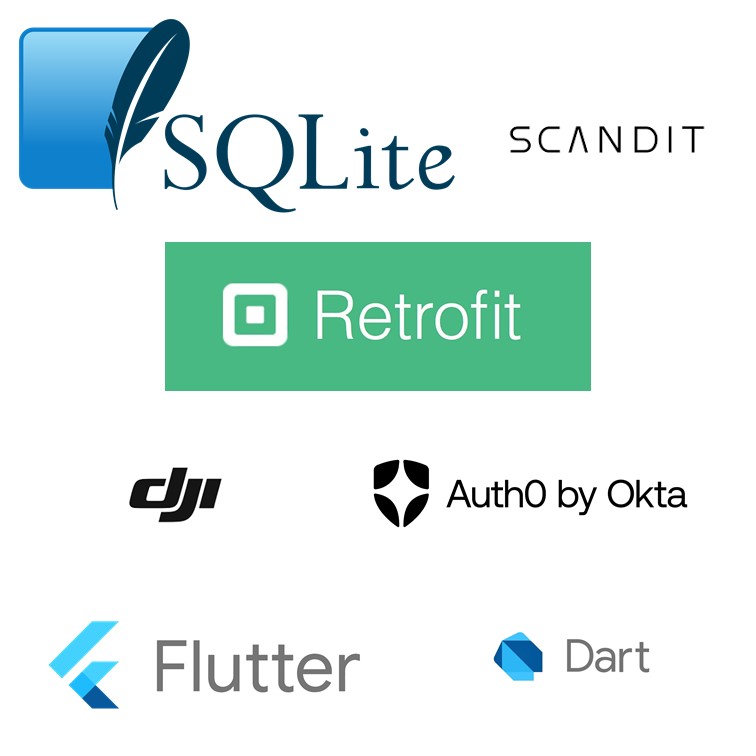 SQLite
SCANDIT
Retrofit
dji
Auth0 by Okta
Flutter
Dart